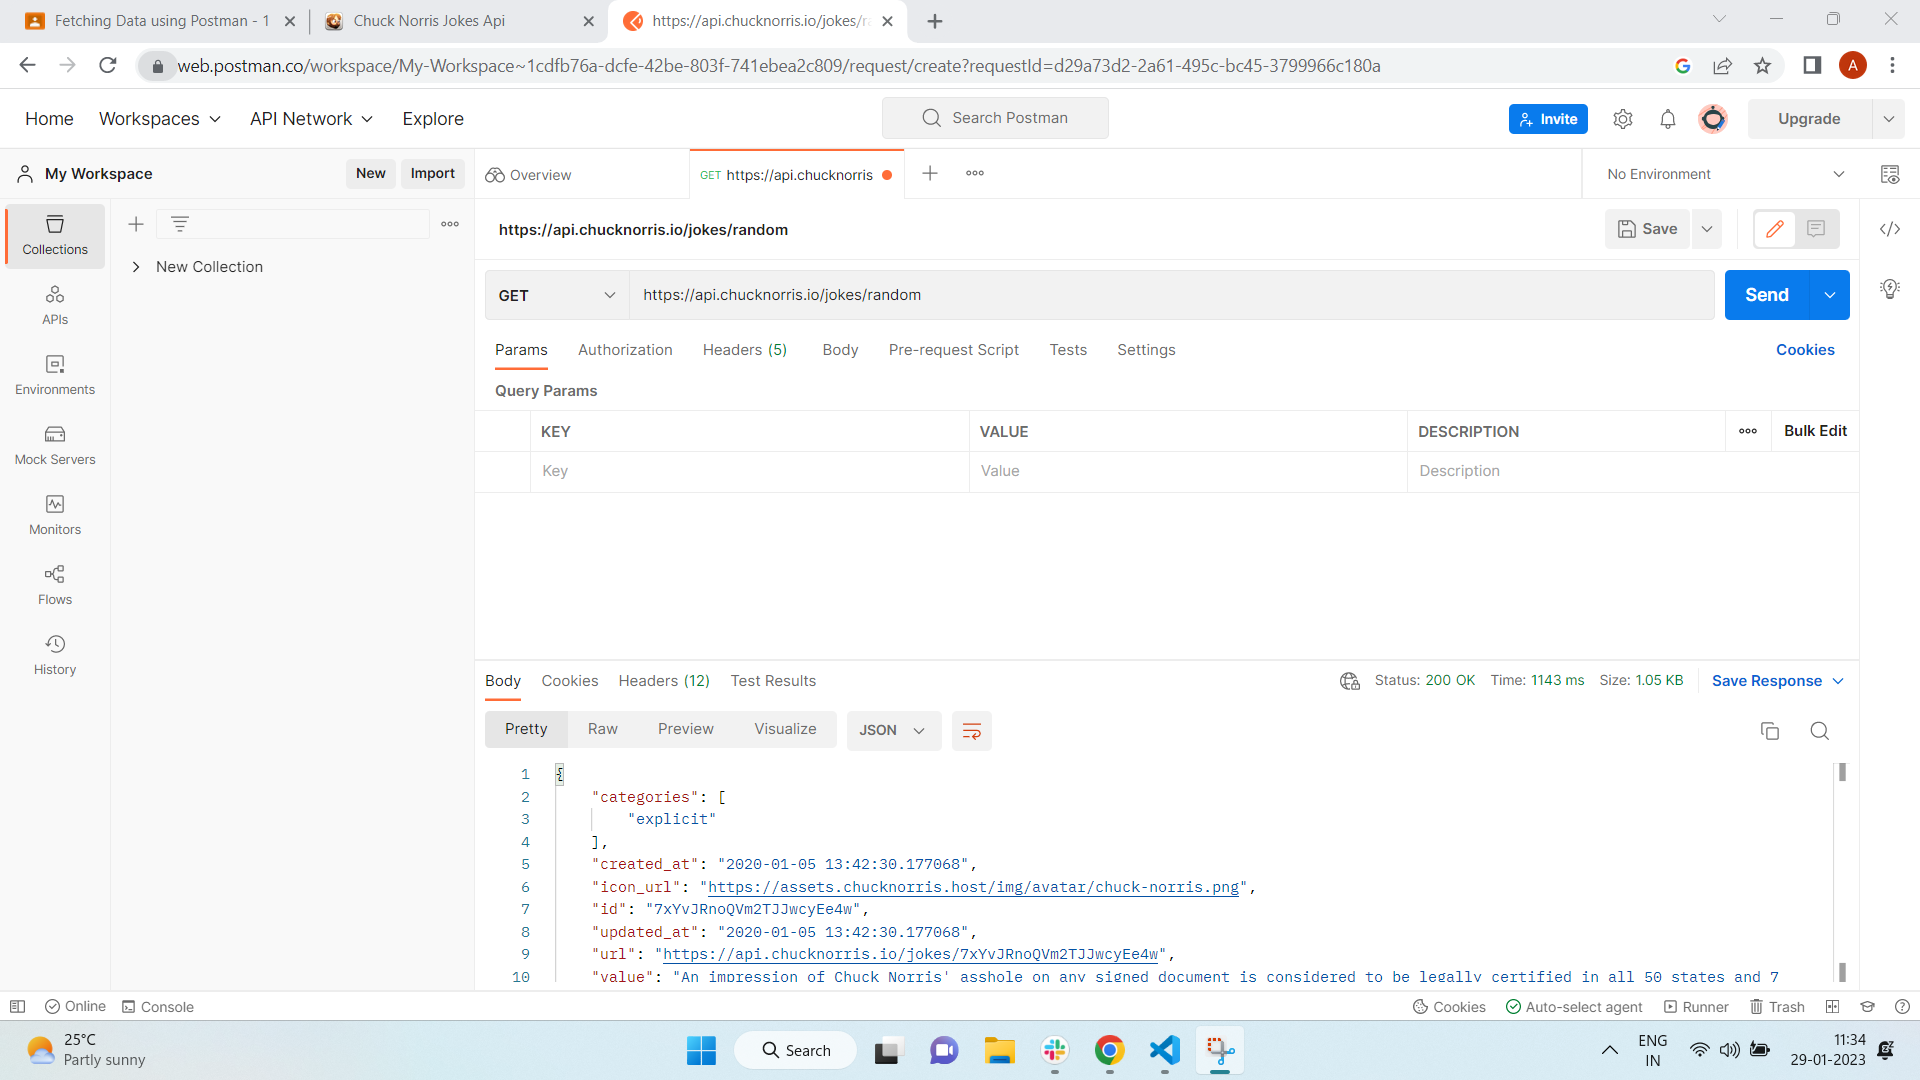 Fetching Data using Postman - 1
Chuck Norris Jokes Api
https://api.chucknorris.io/jokes/ra
web.postman.co/workspace/My-Workspace~1cdfb76a-dcfe-42be-803f-741ebea2c809/request/create?requestId=d29a73d2-2a61-495c-bc45-3799966c180a
A
Home Workspaces API Network Explore
Search Postman
Invite
Upgrade
My Workspace New Import
Overview
GET https://api.chucknorris
No Environment
Collections
New Collection
APIs
Environments
Mock Servers
Monitors
Flows
History
https://api.chucknorris.io/jokes/random
Save
GET https://api.chucknorris.io/jokes/random
Send
Params Authorization Headers (5) Body Pre-request Script Tests Settings
Cookies
Query Params
KEY VALUE DESCRIPTION Bulk Edit
Key Value Description
Body Cookies Headers (12) Test Results
Status: 200 OK Time: 1143 ms Size: 1.05 KB Save Response
Pretty Raw Preview Visualize JSON
1 {
2 "categories": [
3 "explicit"
4 ],
5 "created_at": "2020-01-05 13:42:30.177068",
6 "icon_url": "https://assets.chucknorris.host/img/avatar/chuck-norris.png",
7 "id": "7xYvJRnoQVm2TJJwcyEe4w",
8 "updated_at": "2020-01-05 13:42:30.177068",
9 "url": "https://api.chucknorris.io/jokes/7xYvJRnoQVm2TJJwcyEe4w",
10 "value": "An impression of Chuck Norris' asshole on any signed document is considered to be legally certified in all 50 states and 7
Online Console
Cookies Auto-select agent Runner Trash
25°C
Partly sunny
Search
ENG
IN
11:34
29-01-2023